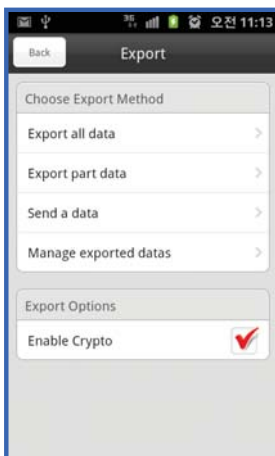 3G 오전 11:13
Back Export
Choose Export Method
Export all data
Export part data
Send a data
Manage exported datas
Export Options
Enable Crypto